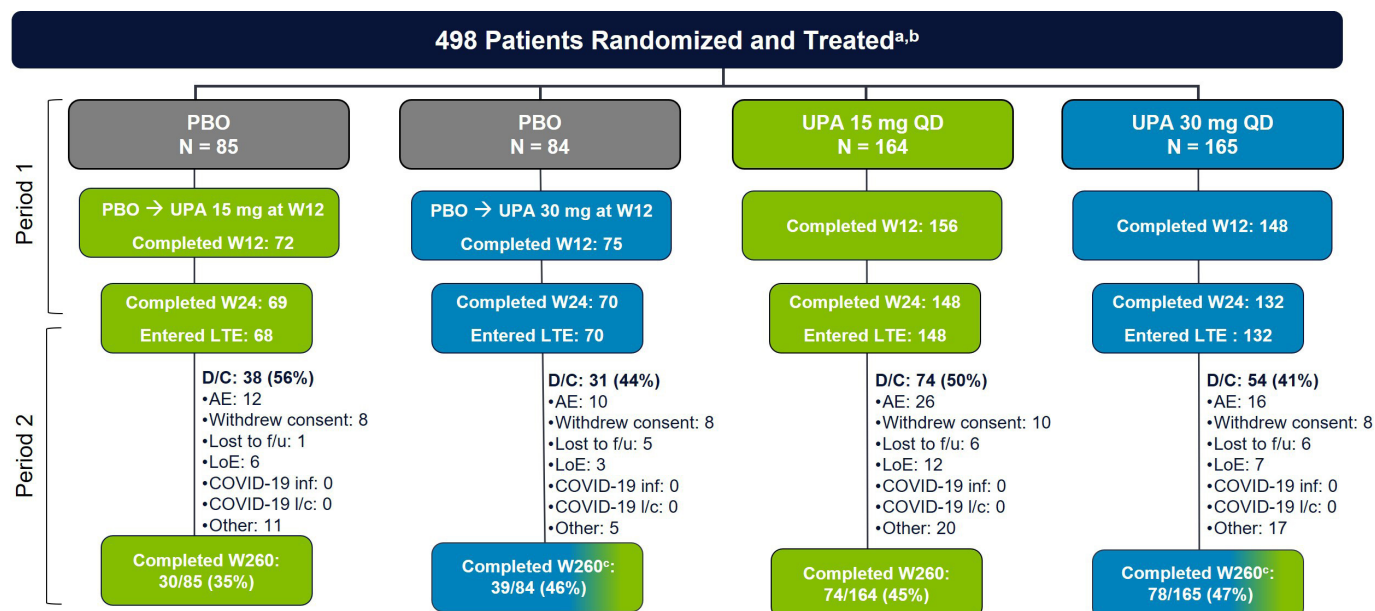 498 Patients Randomized and Treatedᵃ,ᵇ
Period 1
PBO
N = 85
PBO
N = 84
UPA 15 mg QD
N = 164
UPA 30 mg QD
N = 165
PBO → UPA 15 mg at W12
Completed W12: 72
PBO → UPA 30 mg at W12
Completed W12: 75
Completed W12: 156
Completed W12: 148
Completed W24: 69
Entered LTE: 68
Completed W24: 70
Entered LTE: 70
Completed W24: 148
Entered LTE: 148
Completed W24: 132
Entered LTE : 132
Period 2
D/C: 38 (56%)
•AE: 12
•Withdrew consent: 8
•Lost to f/u: 1
•LoE: 6
•COVID-19 inf: 0
•COVID-19 l/c: 0
•Other: 11
D/C: 31 (44%)
•AE: 10
•Withdrew consent: 8
•Lost to f/u: 5
•LoE: 3
•COVID-19 inf: 0
•COVID-19 l/c: 0
•Other: 5
D/C: 74 (50%)
•AE: 26
•Withdrew consent: 10
•Lost to f/u: 6
•LoE: 12
•COVID-19 inf: 0
•COVID-19 l/c: 0
•Other: 20
D/C: 54 (41%)
•AE: 16
•Withdrew consent: 8
•Lost to f/u: 6
•LoE: 7
•COVID-19 inf: 0
•COVID-19 l/c: 0
•Other: 17
Completed W260:
30/85 (35%)
Completed W260ᶜ:
39/84 (46%)
Completed W260:
74/164 (45%)
Completed W260ᶜ:
78/165 (47%)